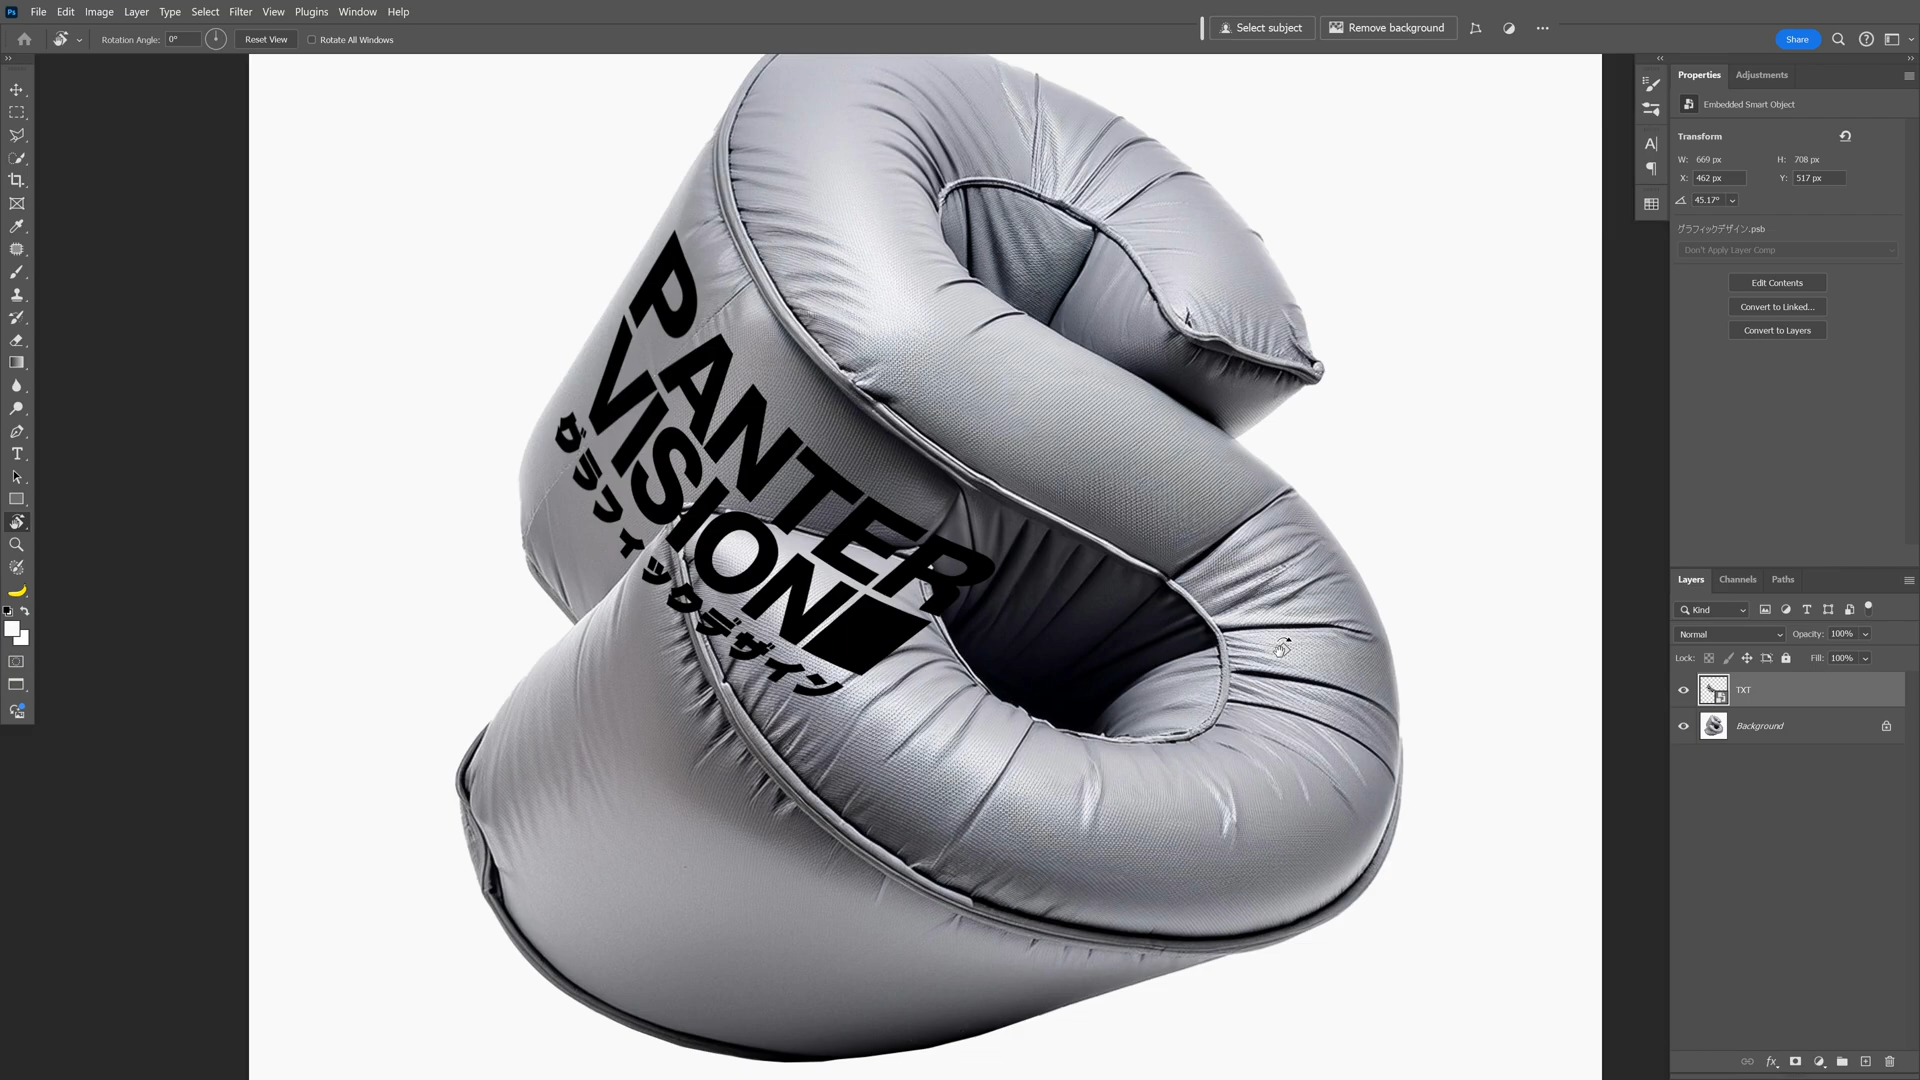 Ps File Edit Image Layer Type Select Filter View Plugins Window Help
Select subject Remove background
Rotation Angle: 0° Reset View Rotate All Windows
Share
Properties Adjustments
Embedded Smart Object
Transform
W: 669 px H: 708 px
X: 462 px Y: 517 px
45.17°
グラフィックデザイン.psb
Don't Apply Layer Comp
Edit Contents
Convert to Linked...
Convert to Layers
PANTER
VISION
グラフィックデザイン
Layers Channels Paths
Kind
Normal Opacity: 100%
Lock: Fill: 100%
TXT
Background
fx